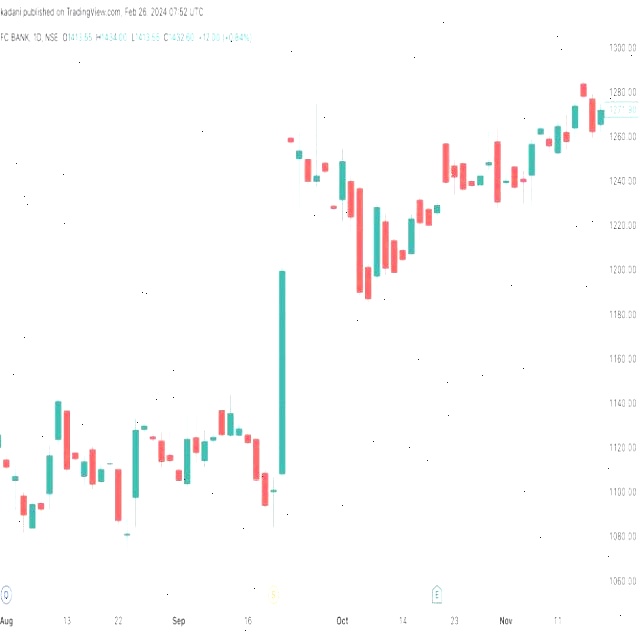 kadani published on TradingView.com, Feb 26, 2024 07:52 UTC
FC BANK, 1D, NSE O1413.55 H1434.00 L1413.55 C1432.60 +12.00 (+0.84%)
1300.00
1280.00
1271.90
1260.00
1240.00
1220.00
1200.00
1180.00
1160.00
1140.00
1120.00
1100.00
1080.00
1060.00
D
E
Aug 13 22 Sep 16 Oct 14 23 Nov 11